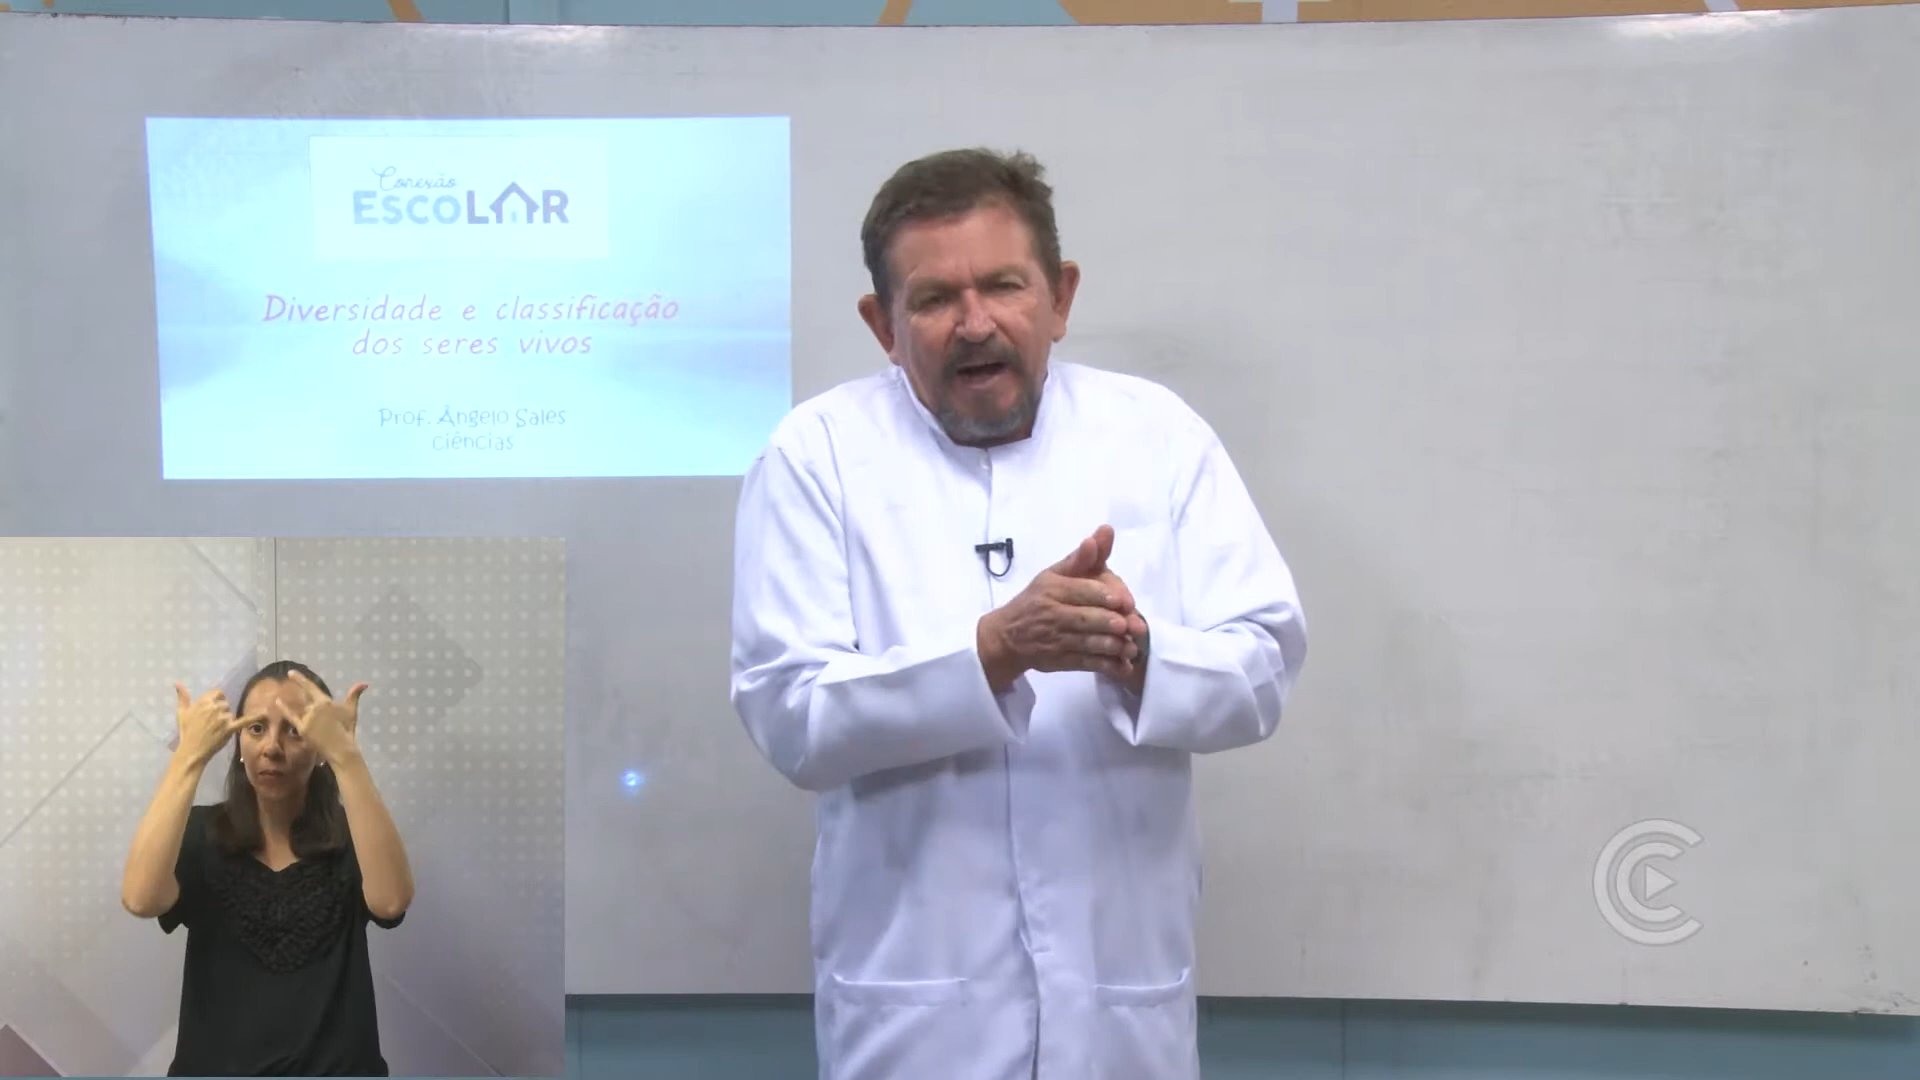 Conexão
ESCOLAR
Diversidade e classificação
dos seres vivos
Prof. Ângelo Sales
Ciências